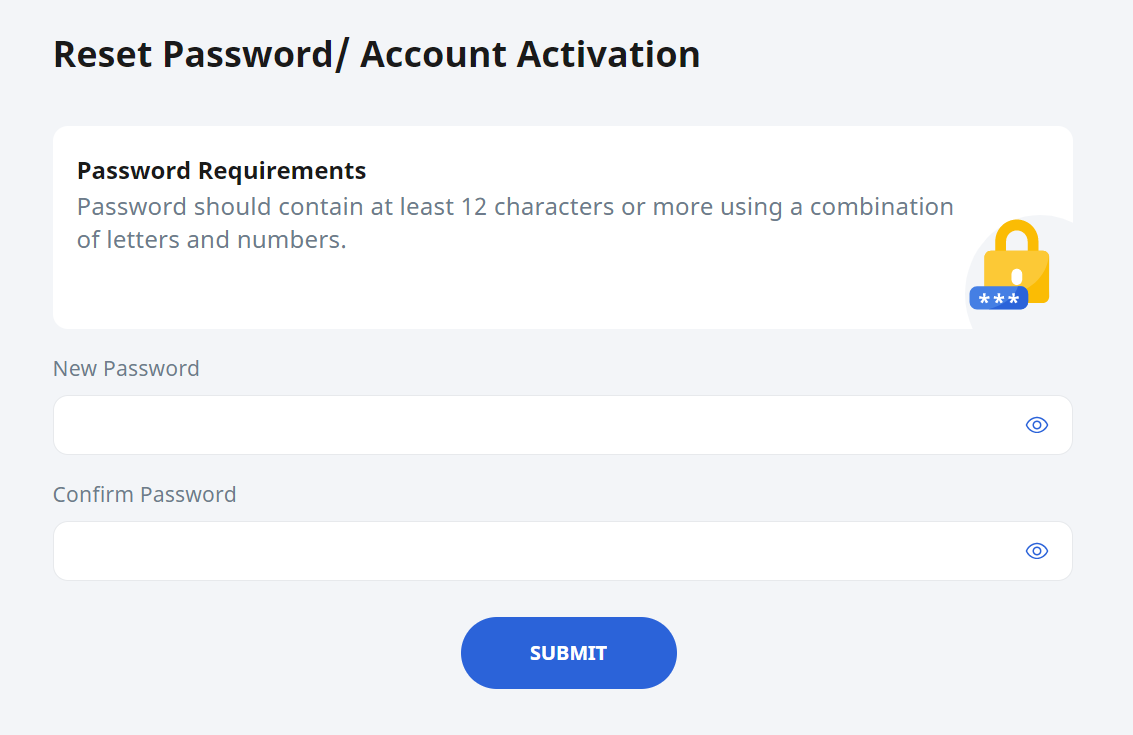 Reset Password/ Account Activation
Password Requirements
Password should contain at least 12 characters or more using a combination
of letters and numbers.
***
New Password
Confirm Password
SUBMIT